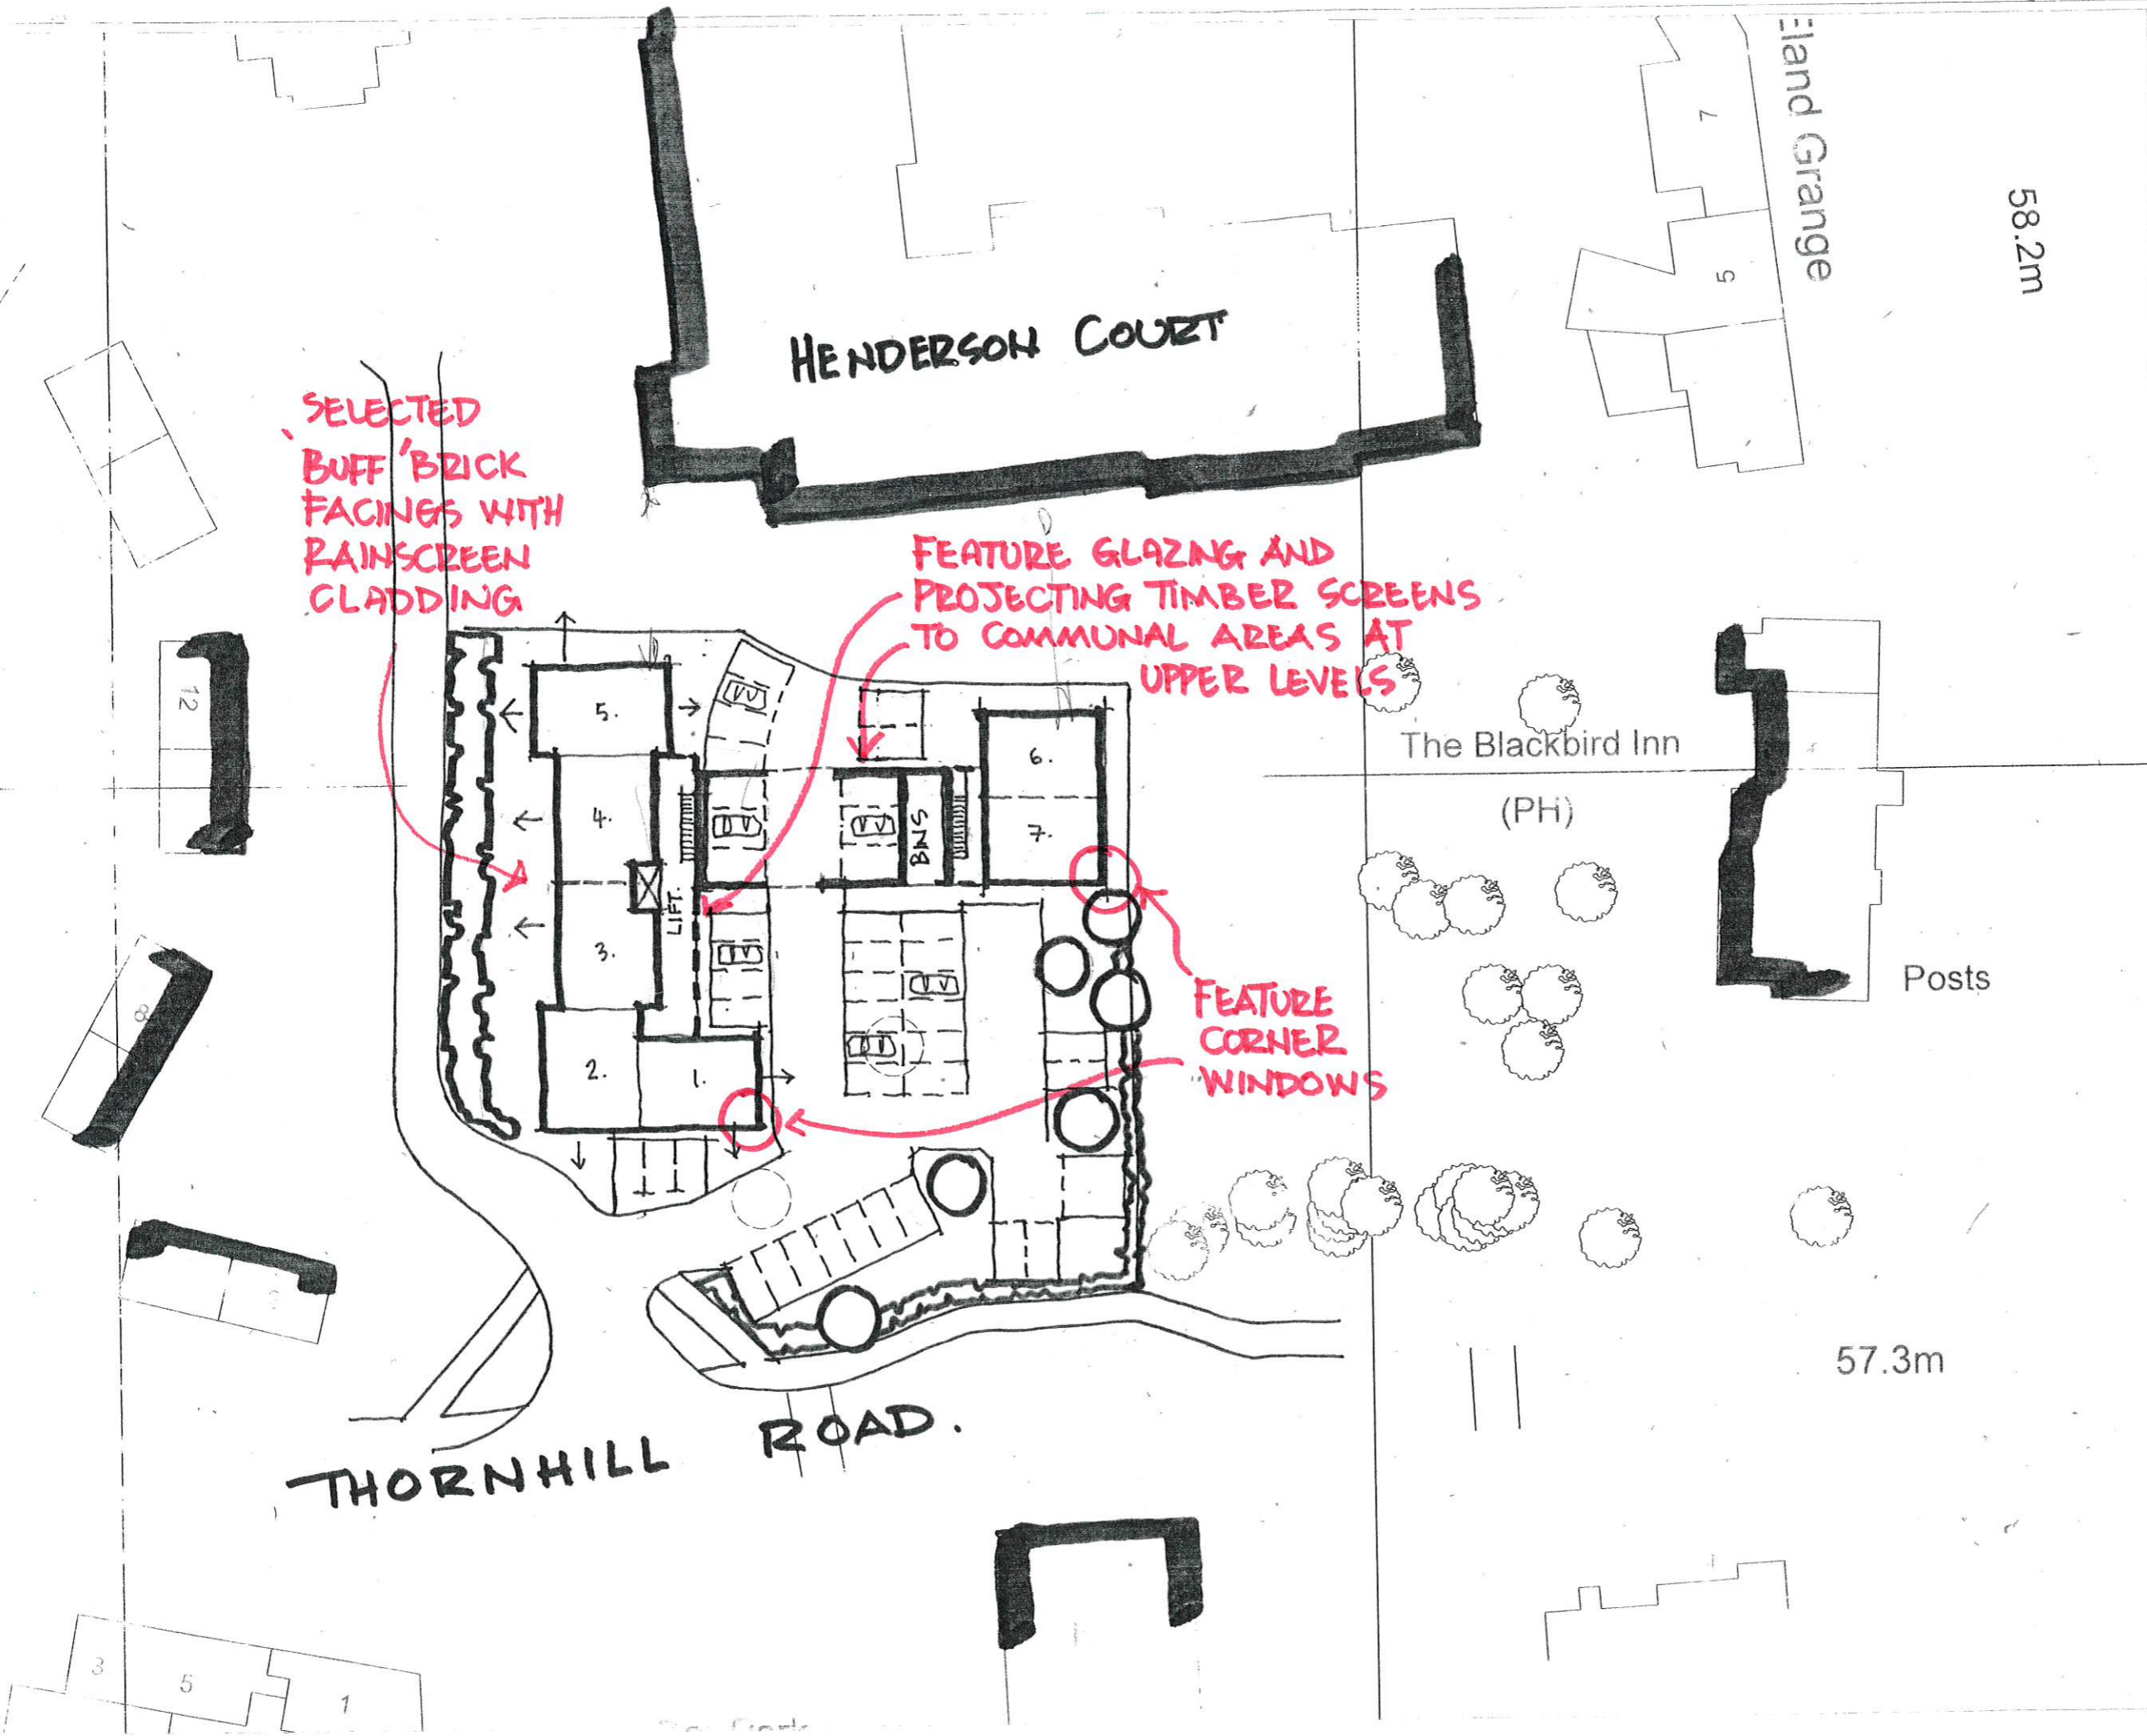 Eland Grange
7
5
58.2m
HENDERSON COURT
SELECTED
'BUFF' BRICK
FACINGS WITH
RAINSCREEN
CLADDING
FEATURE GLAZING AND
PROJECTING TIMBER SCREENS
TO COMMUNAL AREAS AT
UPPER LEVELS
12
5.
6.
The Blackbird Inn
(PH)
4.
7.
BINS
LIFT.
3.
Posts
8
FEATURE
CORNER
WINDOWS
2.
1.
57.3m
THORNHILL ROAD.
3
5
1